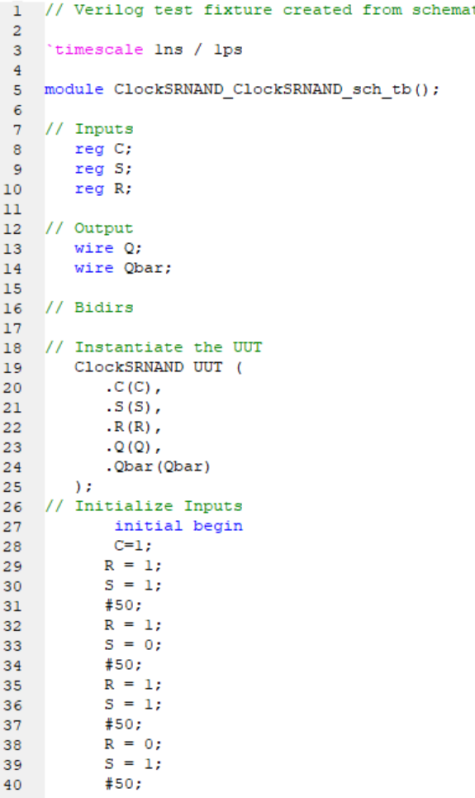 1 // Verilog test fixture created from schemat
2
3 `timescale 1ns / 1ps
4
5 module ClockSRNAND_ClockSRNAND_sch_tb();
6
7 // Inputs
8 reg C;
9 reg S;
10 reg R;
11
12 // Output
13 wire Q;
14 wire Qbar;
15
16 // Bidirs
17
18 // Instantiate the UUT
19 ClockSRNAND UUT (
20 .C(C),
21 .S(S),
22 .R(R),
23 .Q(Q),
24 .Qbar(Qbar)
25 );
26 // Initialize Inputs
27 initial begin
28 C=1;
29 R = 1;
30 S = 1;
31 #50;
32 R = 1;
33 S = 0;
34 #50;
35 R = 1;
36 S = 1;
37 #50;
38 R = 0;
39 S = 1;
40 #50;